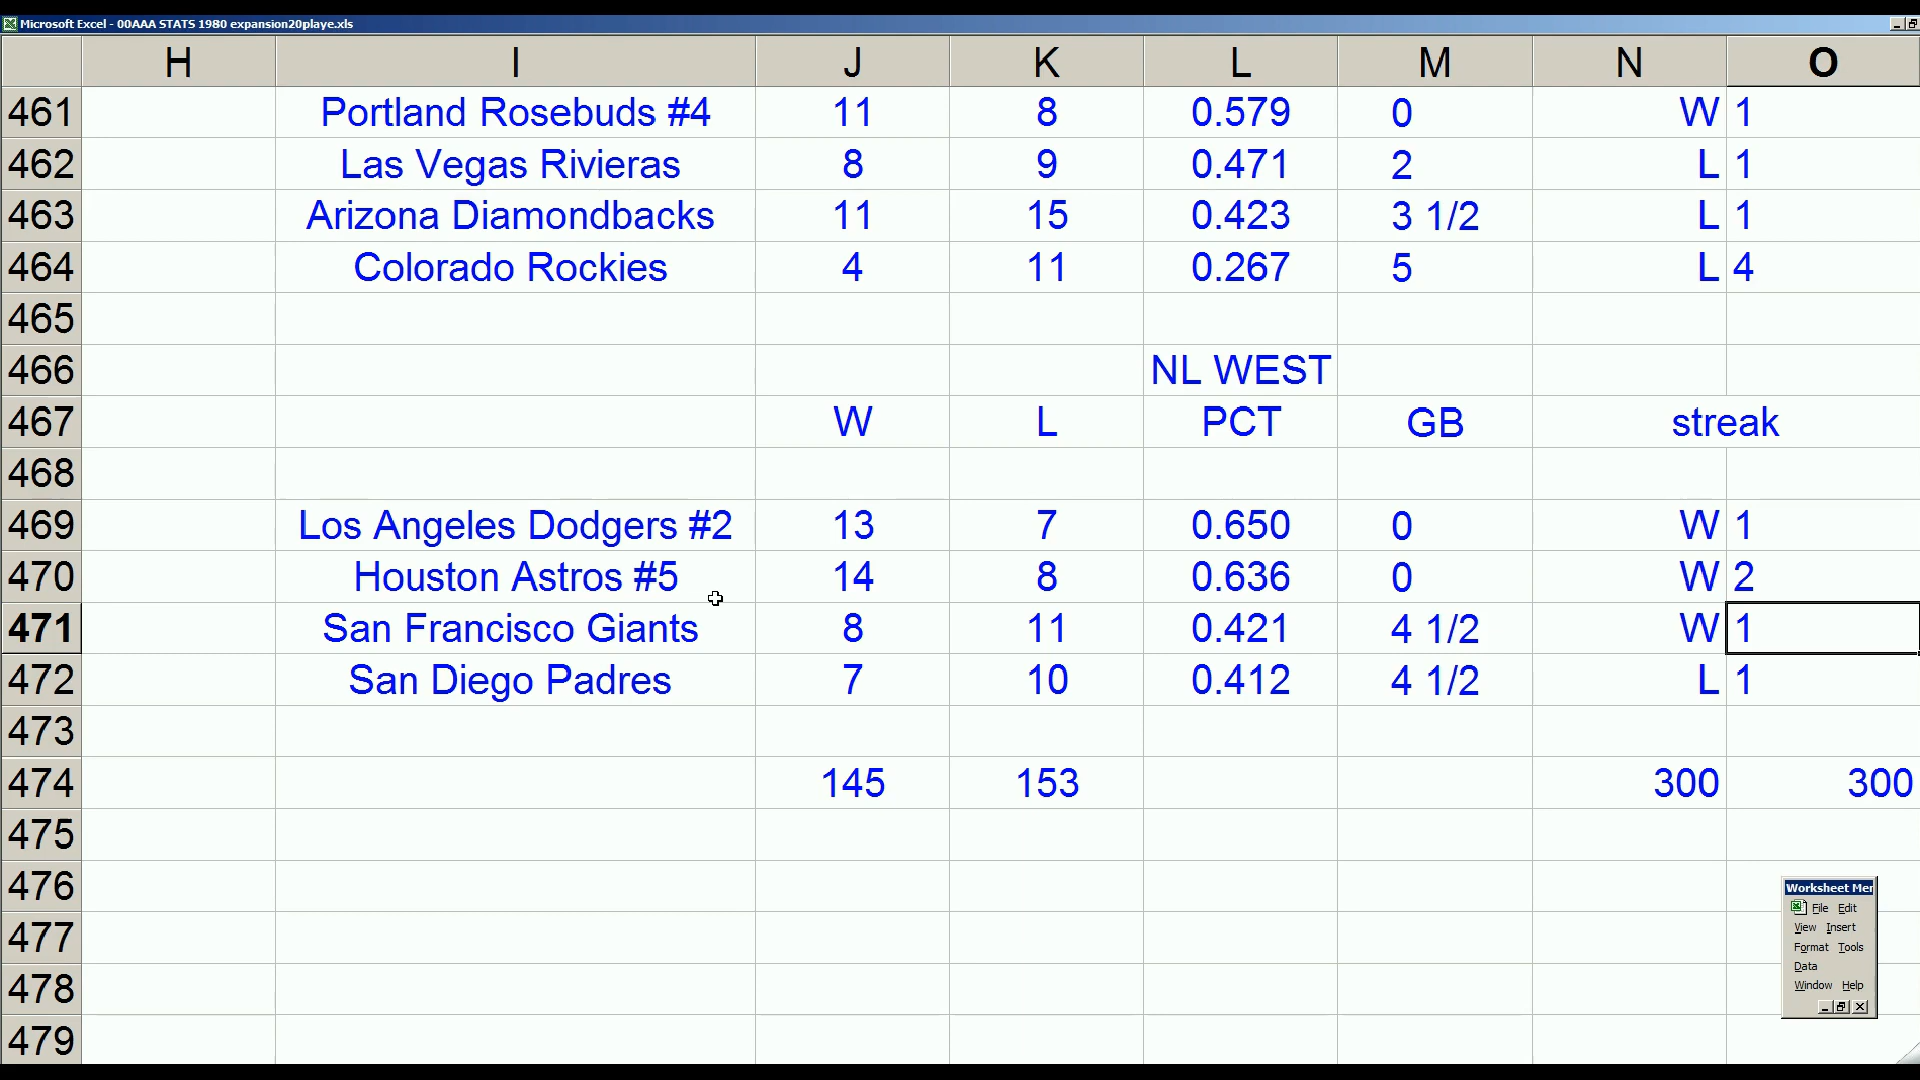 Microsoft Excel - 00AAA STATS 1980 expansion20playe.xls
H I J K L M N O
461 Portland Rosebuds #4 11 8 0.579 0 W 1
462 Las Vegas Rivieras 8 9 0.471 2 L 1
463 Arizona Diamondbacks 11 15 0.423 3 1/2 L 1
464 Colorado Rockies 4 11 0.267 5 L 4
465
466 NL WEST
467 W L PCT GB streak
468
469 Los Angeles Dodgers #2 13 7 0.650 0 W 1
470 Houston Astros #5 14 8 0.636 0 W 2
471 San Francisco Giants 8 11 0.421 4 1/2 W 1
472 San Diego Padres 7 10 0.412 4 1/2 L 1
473
474 145 153 300 300
475
476
477
478
479
Worksheet Mer
File Edit
View Insert
Format Tools
Data
Window Help